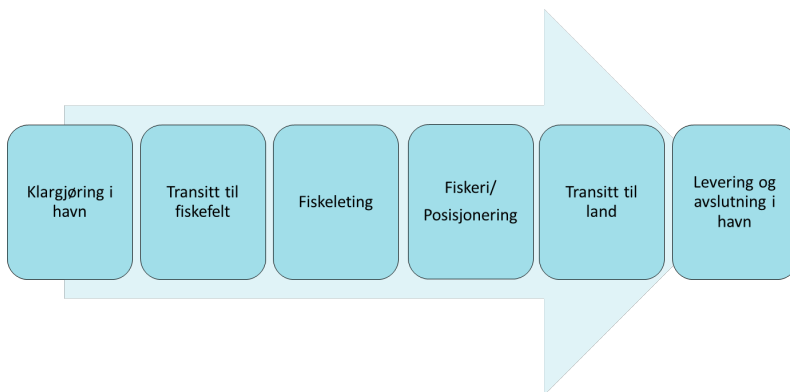 Klargjøring i
havn
Transitt til
fiskefelt
Fiskeleting
Fiskeri/
Posisjonering
Transitt til
land
Levering og
avslutning i
havn